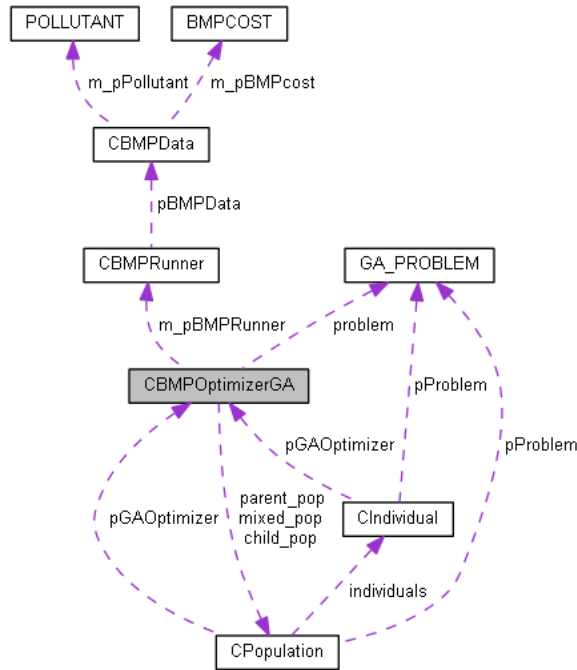 POLLUTANT
BMPCOST
m_pPollutant
m_pBMPcost
CBMPData
pBMPData
CBMPRunner
GA_PROBLEM
m_pBMPRunner
problem
CBMPOptimizerGA
pProblem
pGAOptimizer
pProblem
parent_pop
mixed_pop
child_pop
pGAOptimizer
CIndividual
individuals
CPopulation